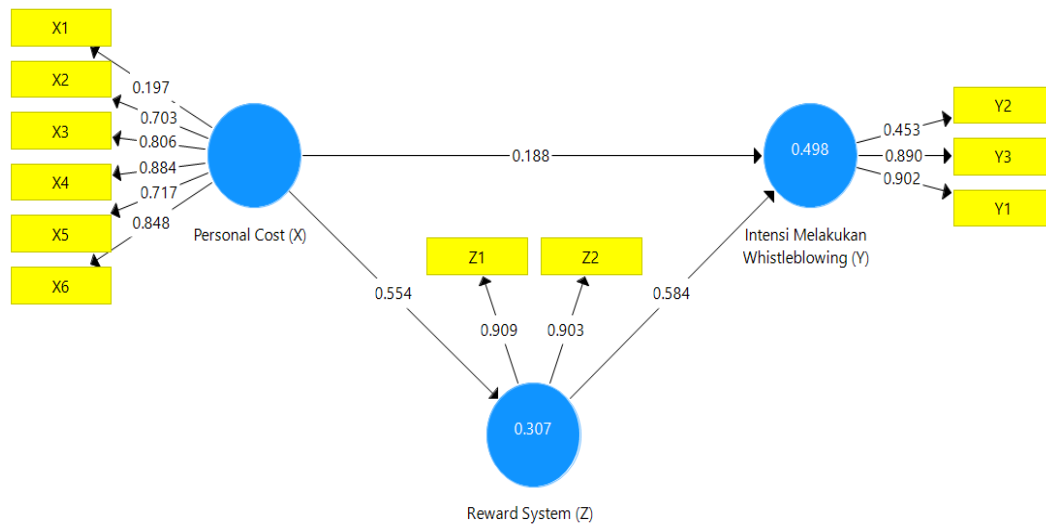 X1
X2
X3
X4
X5
X6
0.197
0.703
0.806
0.884
0.717
0.848
Personal Cost (X)
0.188
0.554
Z1
Z2
0.909
0.903
0.307
Reward System (Z)
0.584
0.498
Intensi Melakukan
Whistleblowing (Y)
0.453
0.890
0.902
Y2
Y3
Y1